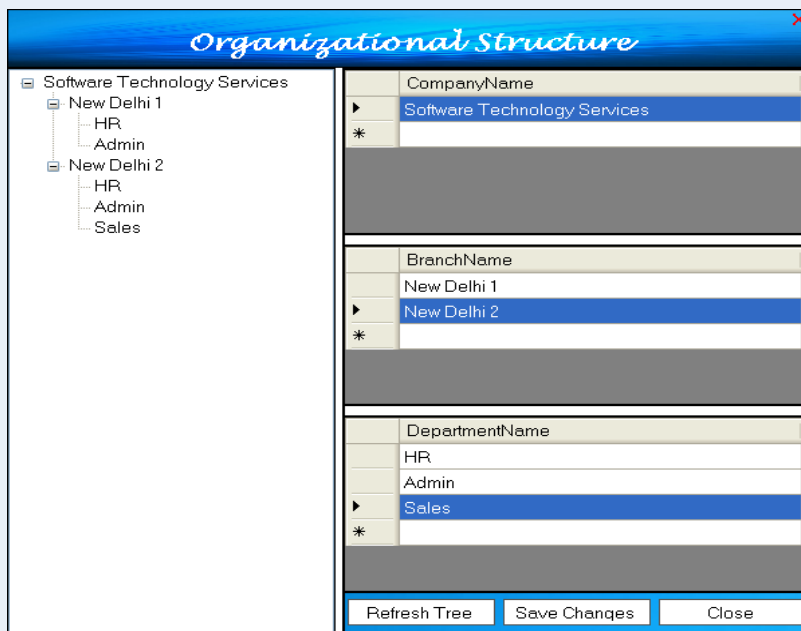 Organizational Structure
Software Technology Services
New Delhi 1
HR
Admin
New Delhi 2
HR
Admin
Sales
CompanyName
Software Technology Services
BranchName
New Delhi 1
New Delhi 2
DepartmentName
HR
Admin
Sales
Refresh Tree Save Changes Close